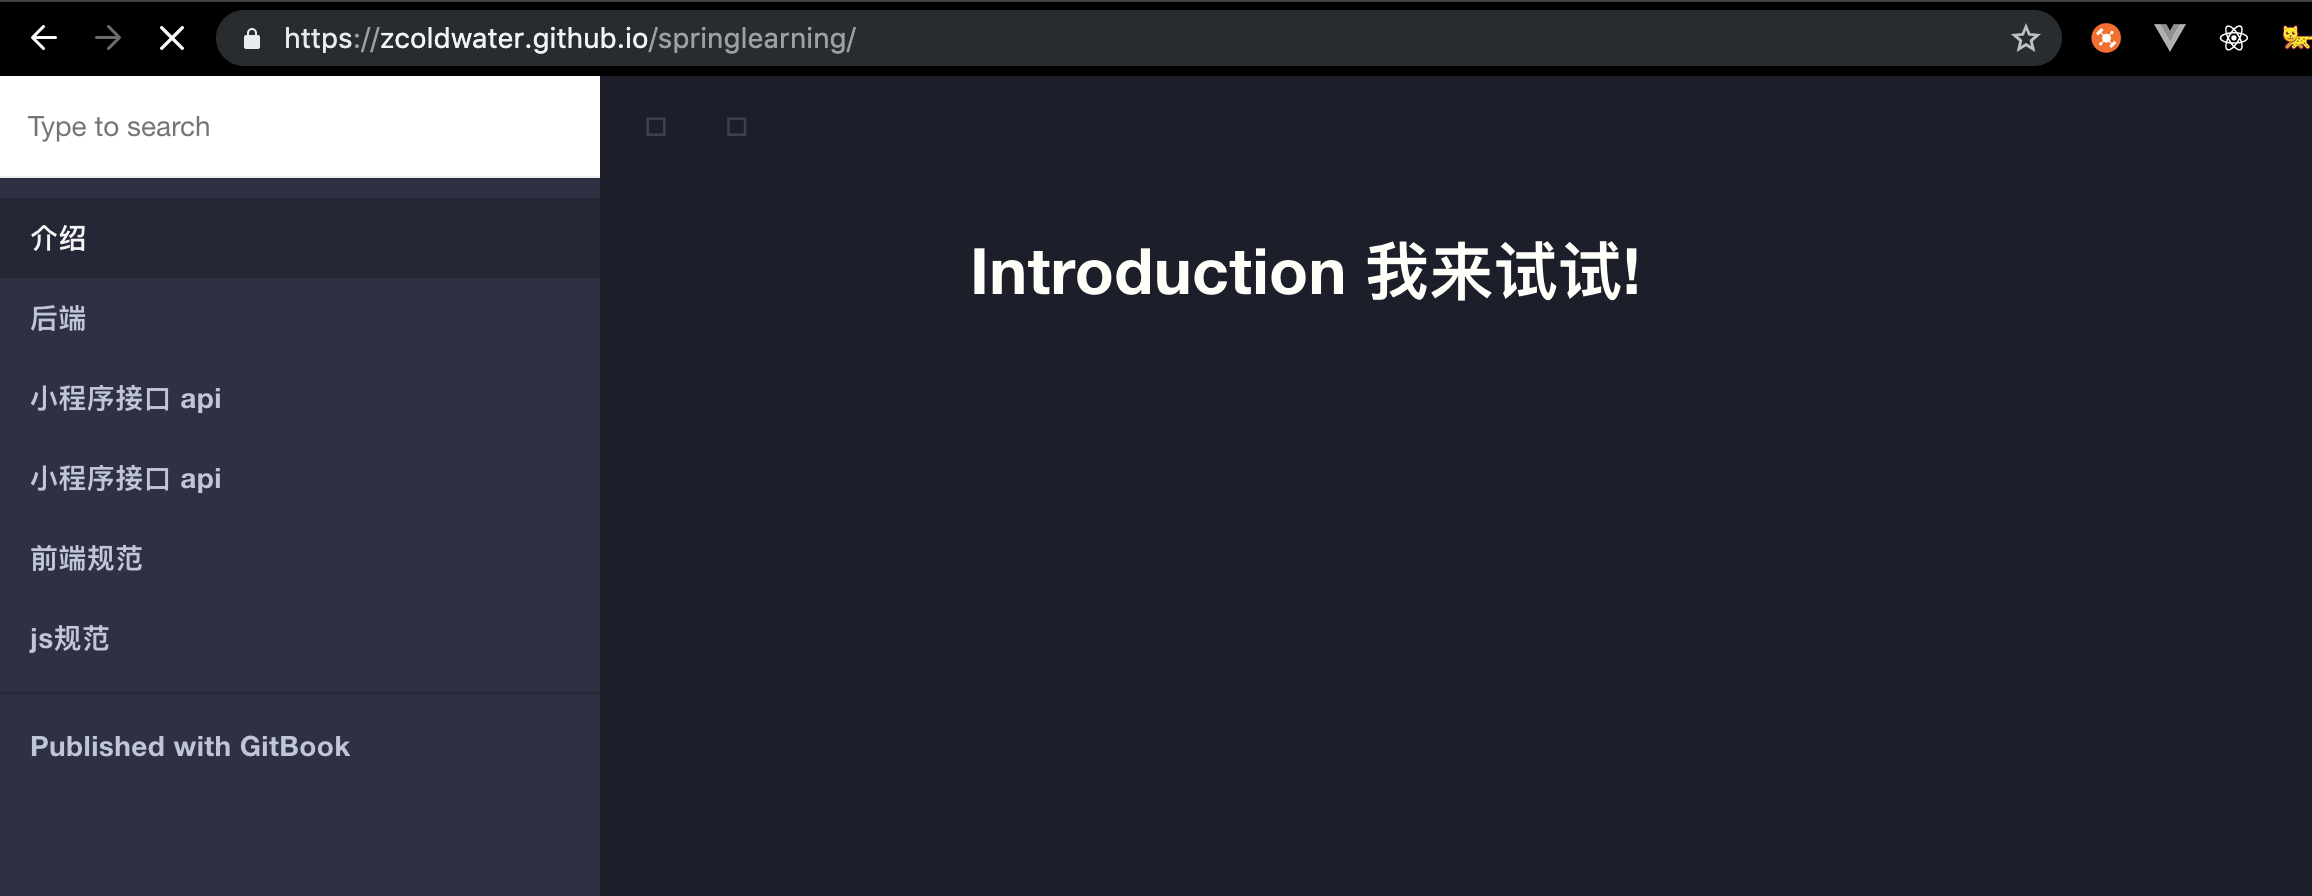 https://zcoldwater.github.io/springlearning/
Type to search
介绍
后端
小程序接口 api
小程序接口 api
前端规范
js规范
Published with GitBook
Introduction 我来试试!